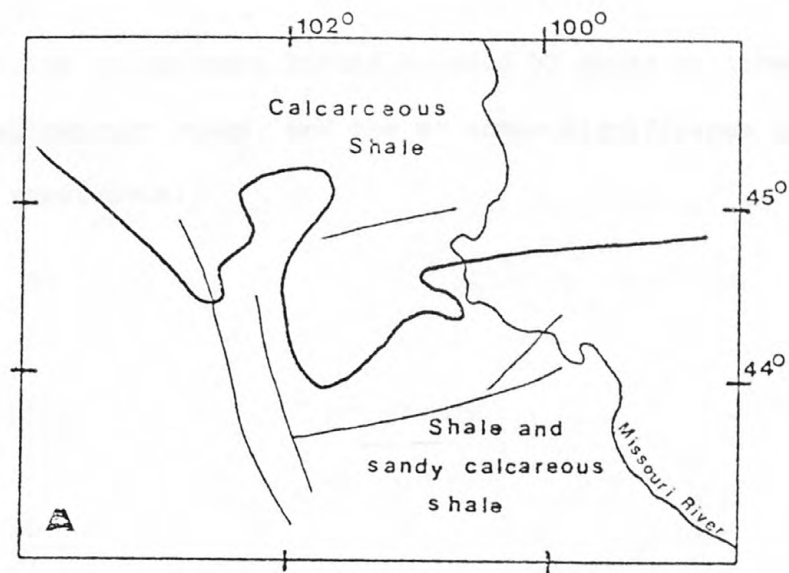 102° 100°
Calcarceous
Shale
45°
44°
Shale and
sandy calcareous
shale
Missouri River
A